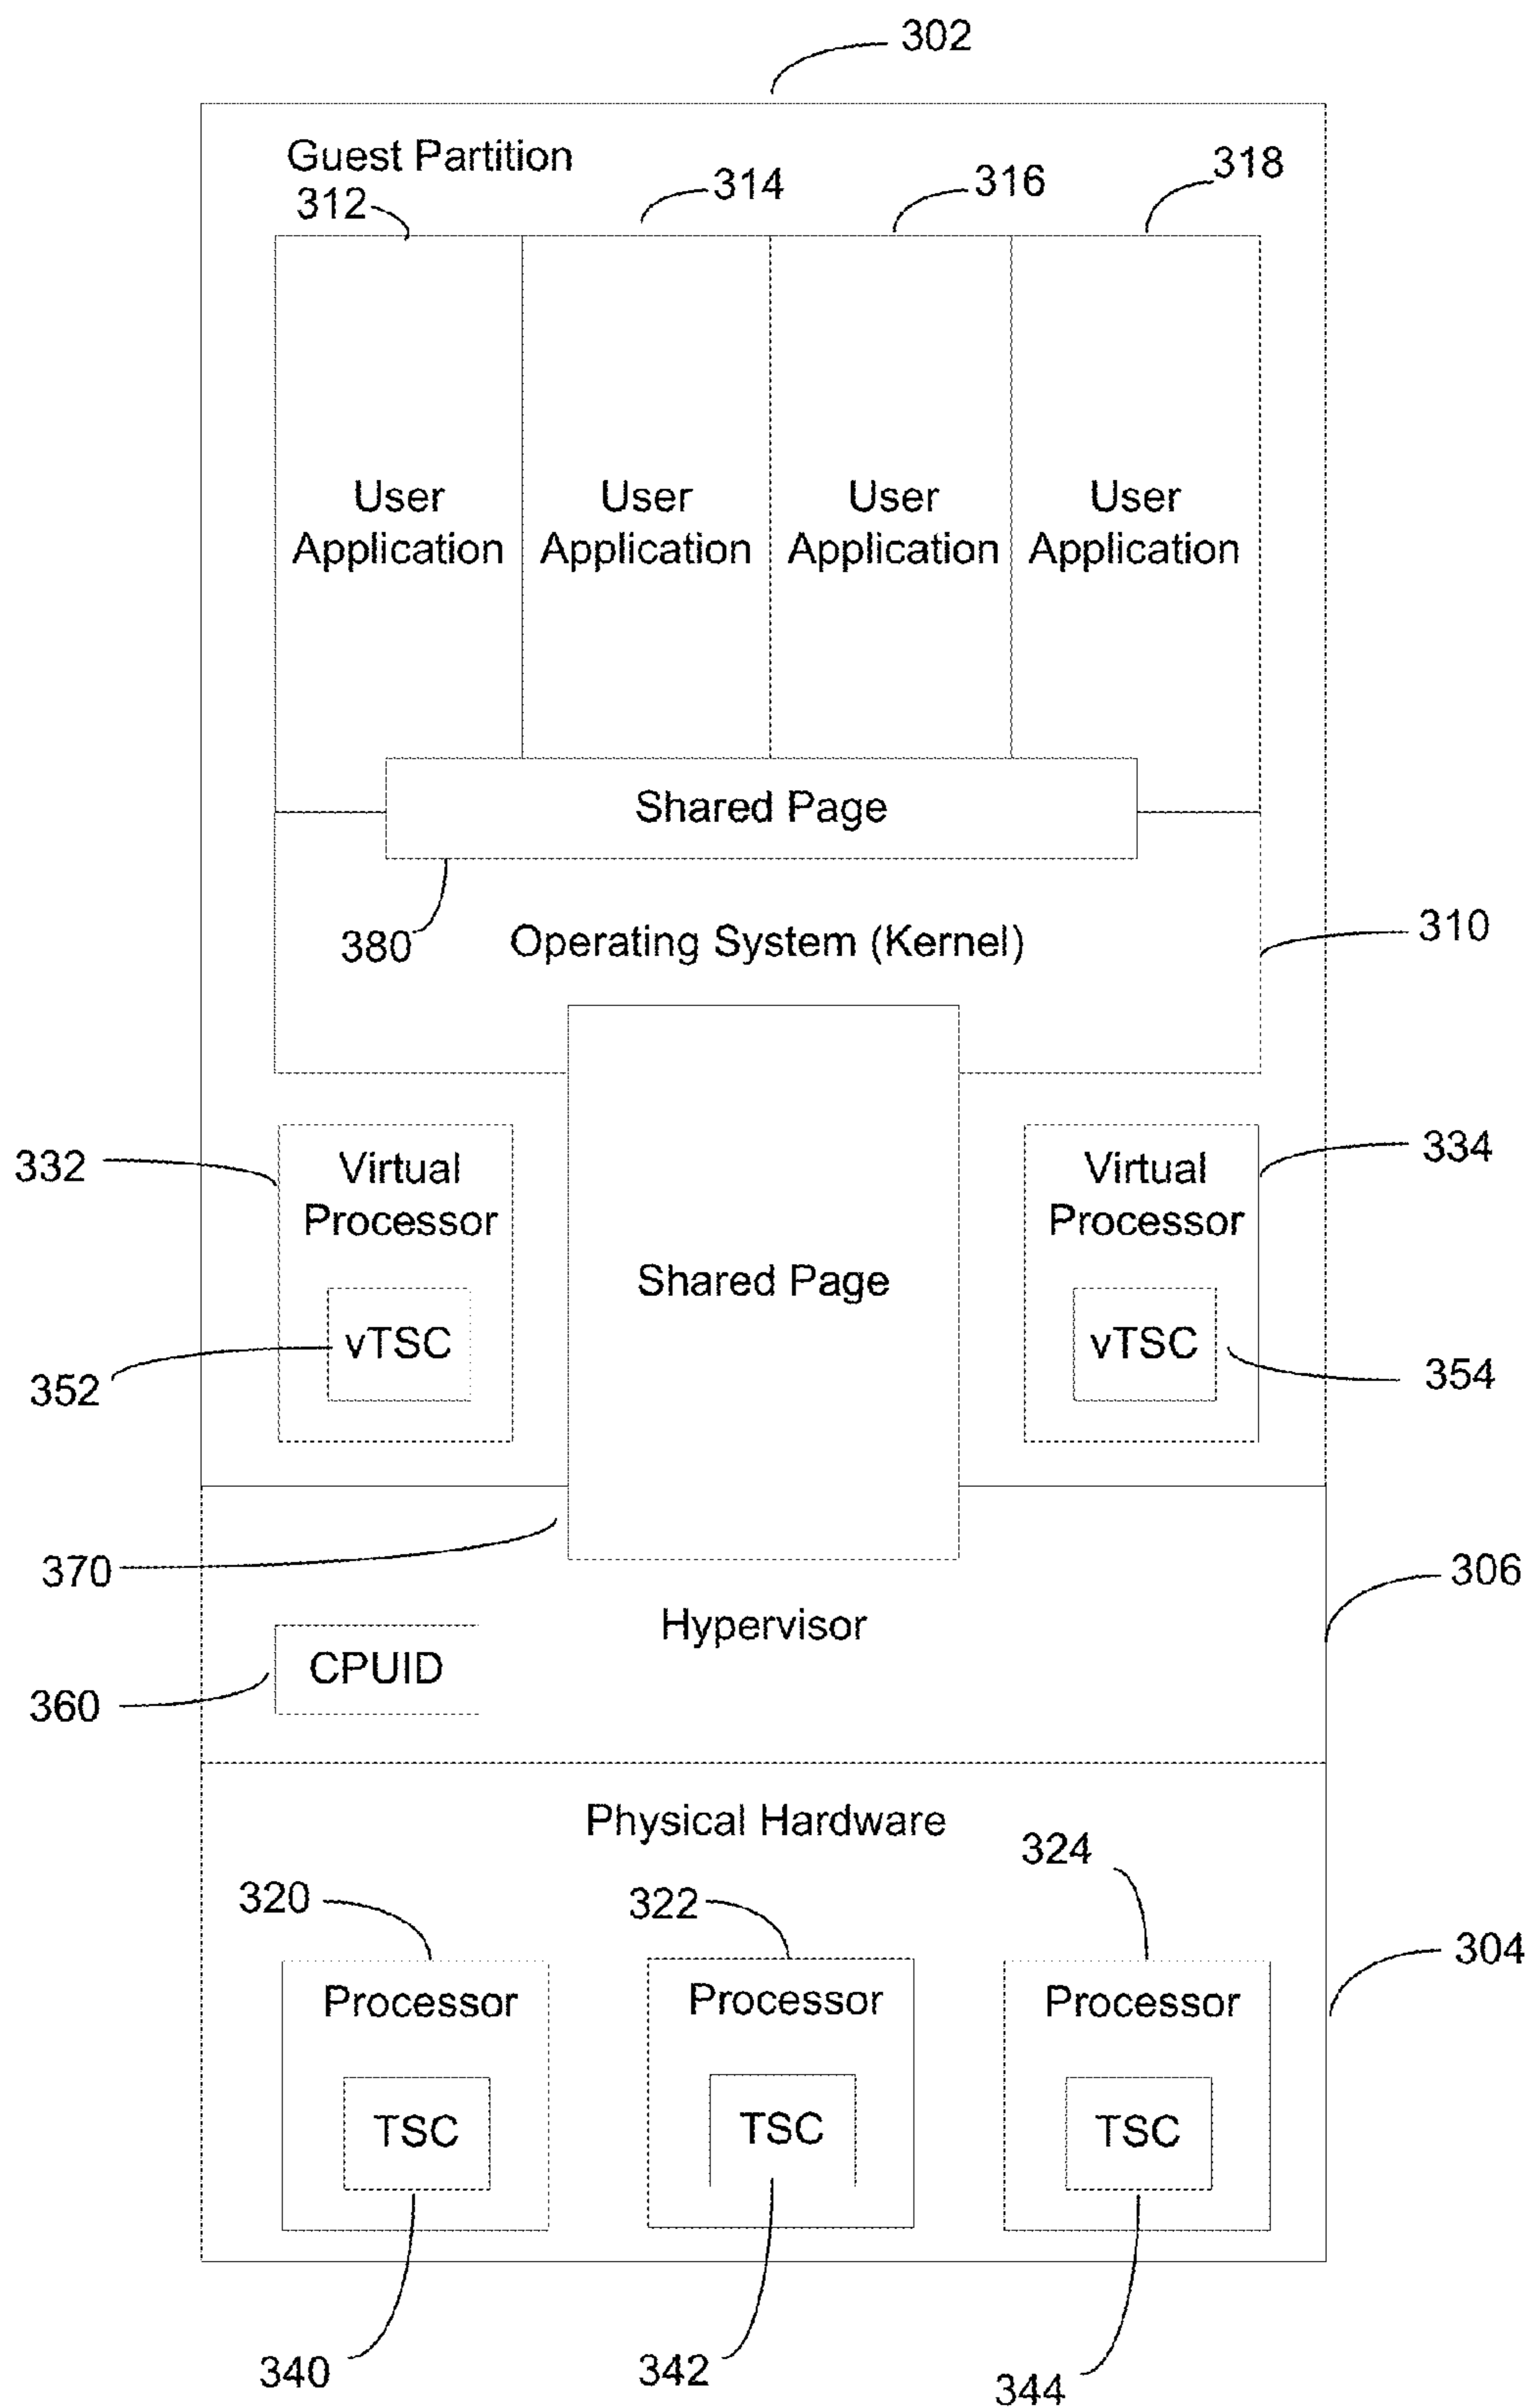 302
Guest Partition
312
314
316
318
User
Application
User
Application
User
Application
User
Application
Shared Page
380
Operating System (Kernel)
310
332
Virtual
Processor
vTSC
352
Shared Page
Virtual
Processor
vTSC
334
354
370
306
Hypervisor
CPUID
360
Physical Hardware
320
322
324
304
Processor
TSC
Processor
TSC
Processor
TSC
340
342
344